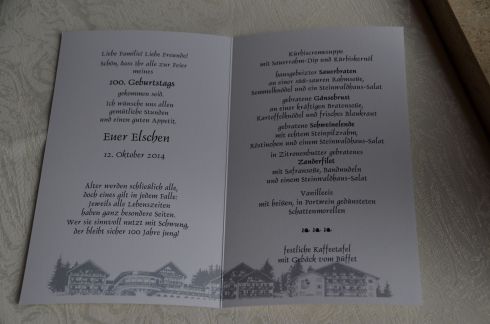 Liebe Familie! Liebe Freunde!
Schön, dass ihr alle zur Feier
meines
100. Geburtstags
gekommen seid.
Ich wünsche uns allen
gemütliche Stunden
und einen guten Appetit.
Euer Elschen
12. Oktober 2014
Älter werden schließlich alle,
doch eines gilt in jedem Falle:
Jeweils alle Lebenszeiten
haben ganz besondere Seiten.
Wer sie sinnvoll nutzt mit Schwung,
der bleibt sicher 100 Jahre jung!
Kürbiscremesuppe
mit Sauerrahm-Dip und Kürbiskernöl
hausgebeizter Sauerbraten
an einer süß-sauren Rahmsoße,
Semmelknödel und ein Steinwaldhaus-Salat
gebratene Gänsebrust
an einer kräftigen Bratensoße,
Kartoffelknödel und frisches Blaukraut
gebratene Schweinelende
mit echtem Steinpilzrahm,
Röstinchen und einem Steinwaldhaus-Salat
in Zitronenbutter gebratenes
Zanderfilet
mit Safransoße, Bandnudeln
und einem Steinwaldhaus-Salat
Vanilleeis
mit heißen, in Portwein gedünsteten
Schattenmorellen
festliche Kaffeetafel
mit Gebäck vom Büffet